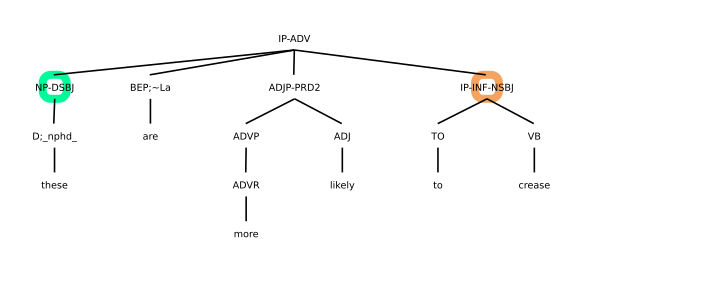 IP-ADV
NP-DSBJ BEP;~La ADJP-PRD2 IP-INF-NSBJ
D;_nphd_ ADVP ADJ TO VB
are
these ADVR likely to crease
more